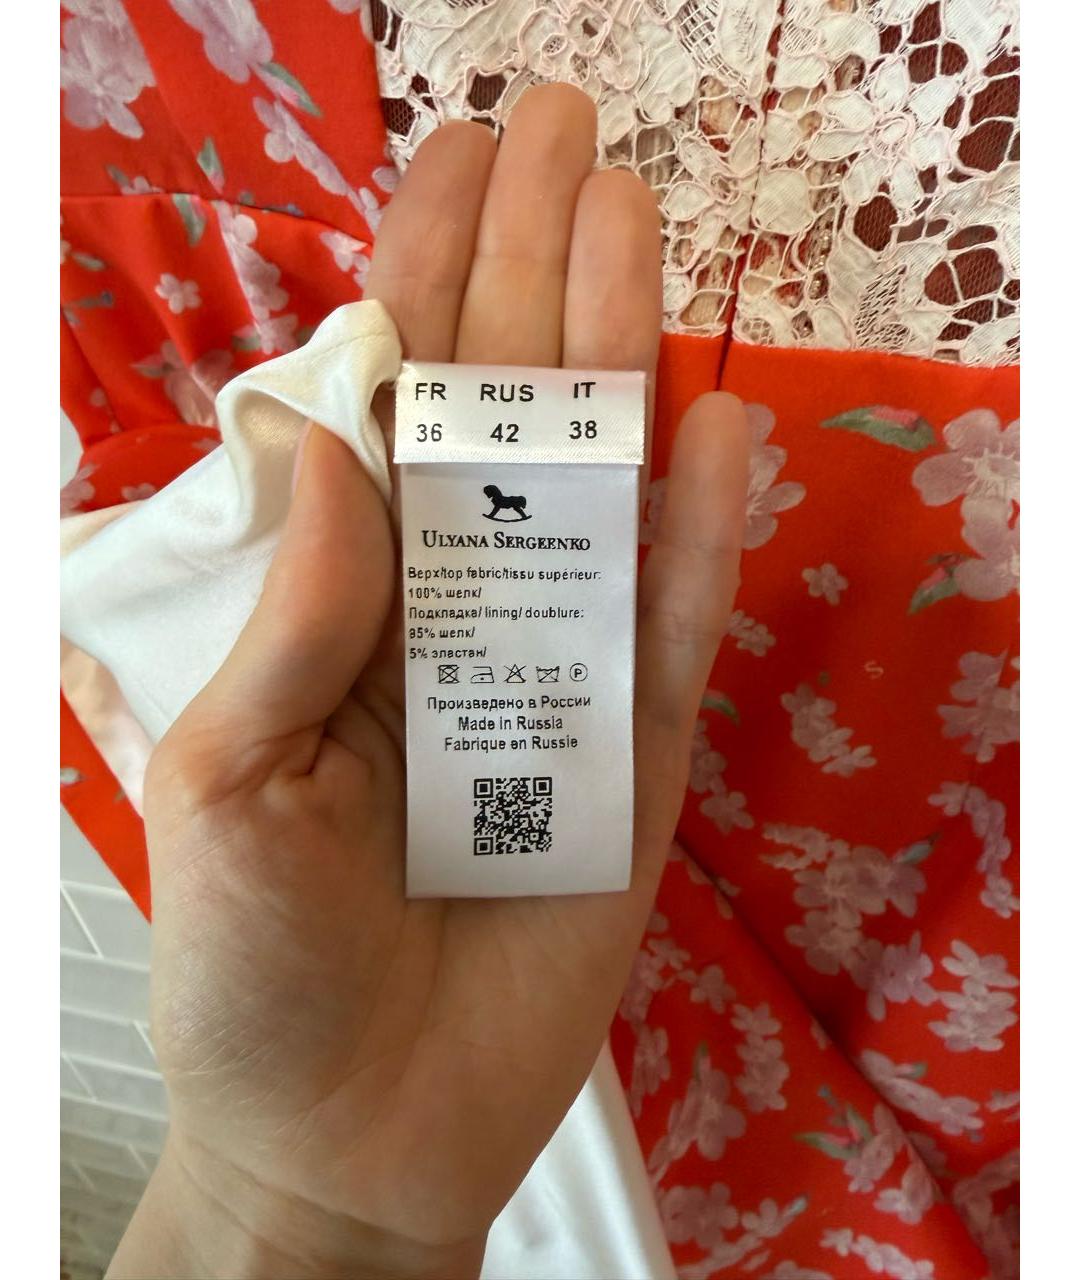 FR RUS IT
36 42 38
ULYANA SERGEENKO
Верх/top fabric/tissu supérieur:
100% шелк/
Подкладка/ lining/ doublure:
95% шелк/
5% эластан/
P
Произведено в России
Made in Russia
Fabrique en Russie